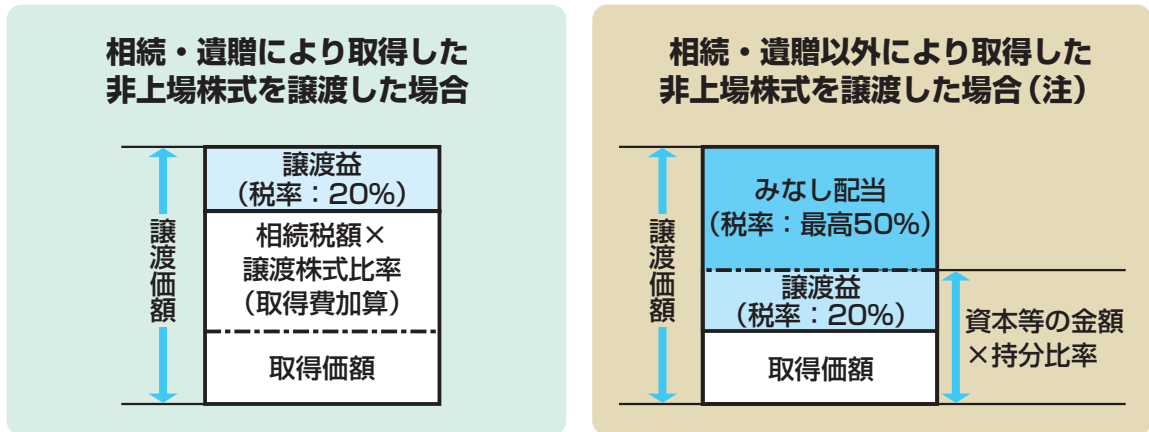 相続・遺贈により取得した
非上場株式を譲渡した場合
譲渡価額
譲渡益
（税率：20%）
相続税額×
譲渡株式比率
（取得費加算）
取得価額
相続・遺贈以外により取得した
非上場株式を譲渡した場合（注）
譲渡価額
みなし配当
（税率：最高50%）
譲渡益
（税率：20%）
取得価額
資本等の金額
×持分比率